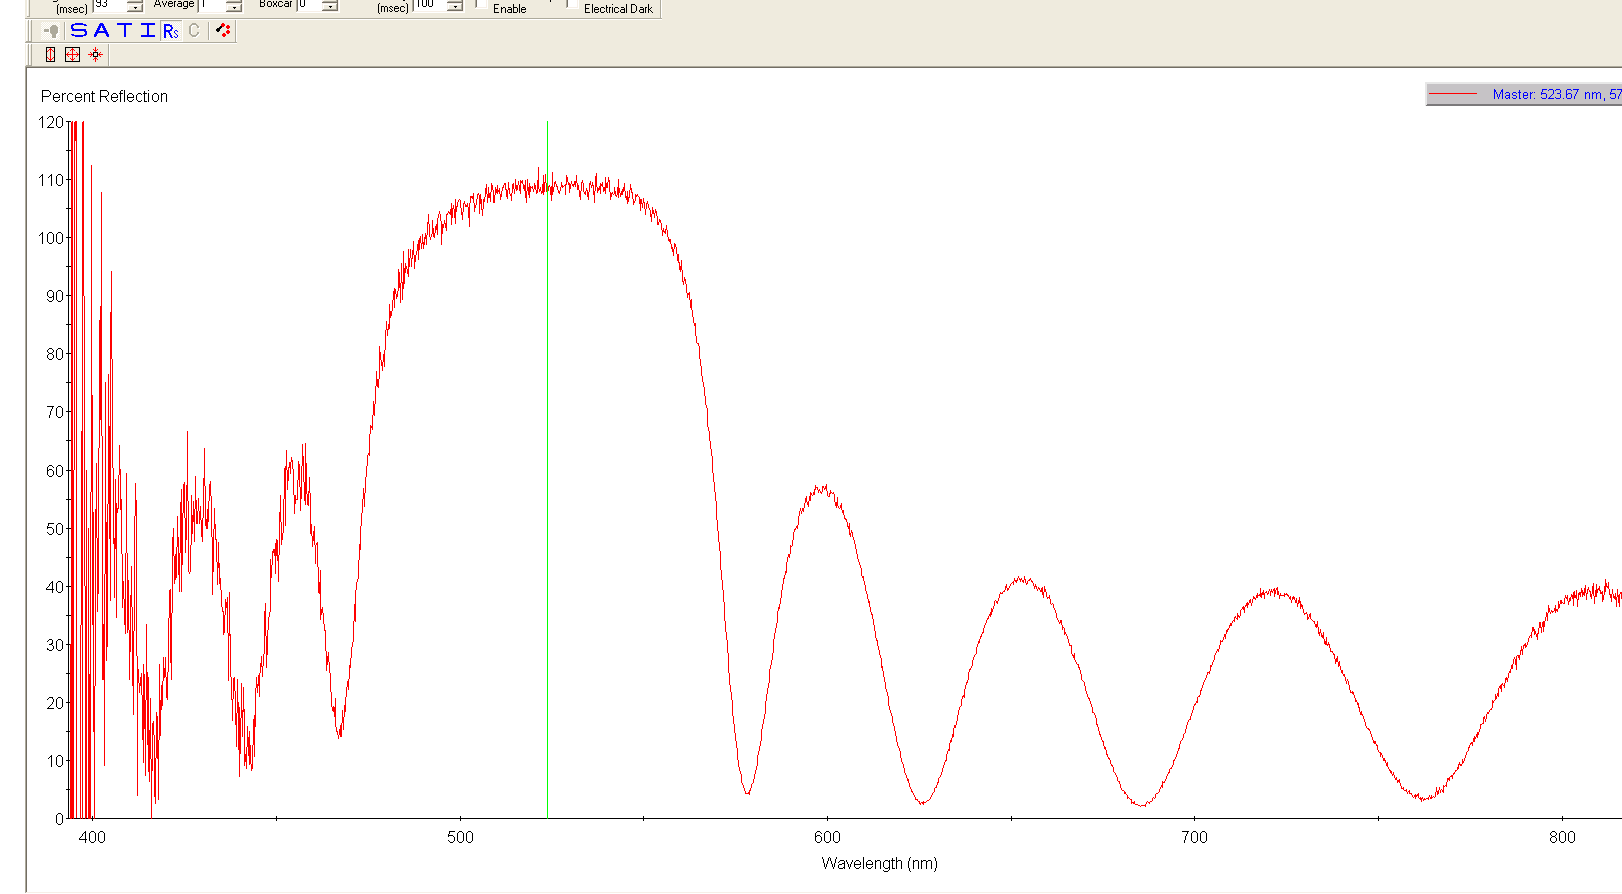 (msec) 93 Average 1 Boxcar 0 (msec) 100 Enable Electrical Dark
S A T I Rs C
Percent Reflection
Master: 523.67 nm, 57
120
110
100
90
80
70
60
50
40
30
20
10
0
400 500 600 700 800
Wavelength (nm)